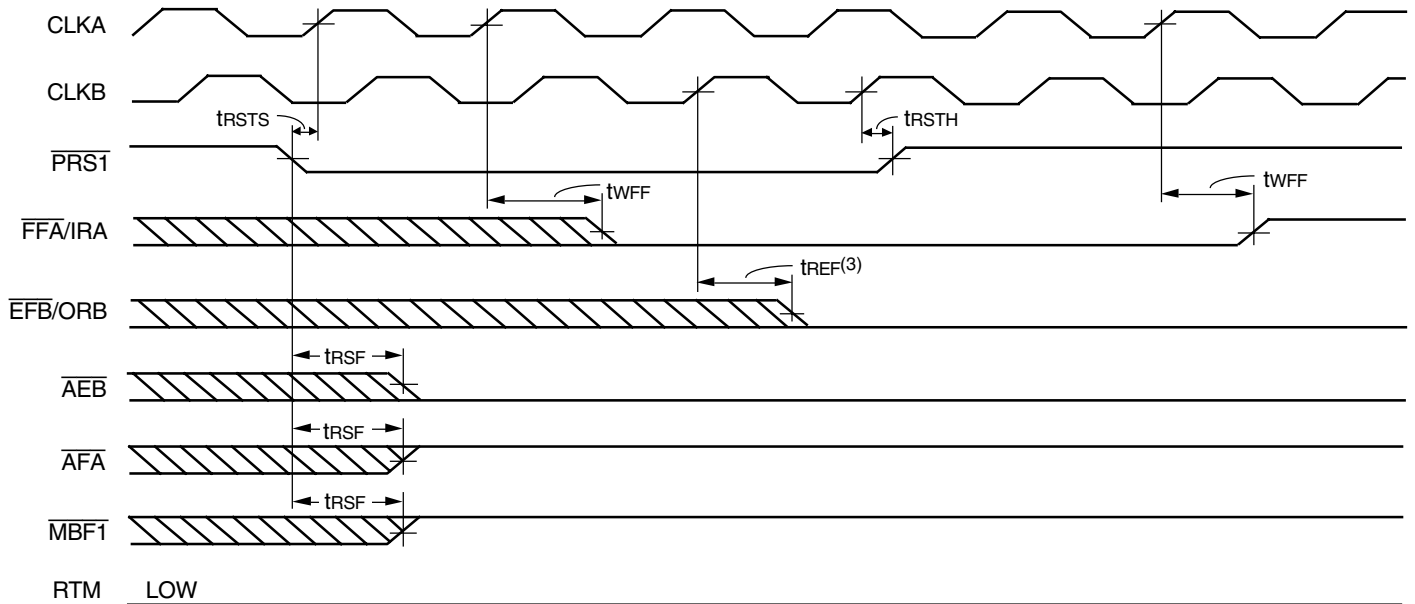 CLKA
CLKB
tRSTS
tRSTH
PRS1
tWFF
tWFF
FFA/IRA
tREF(3)
EFB/ORB
tRSF
AEB
tRSF
AFA
tRSF
MBF1
RTM LOW